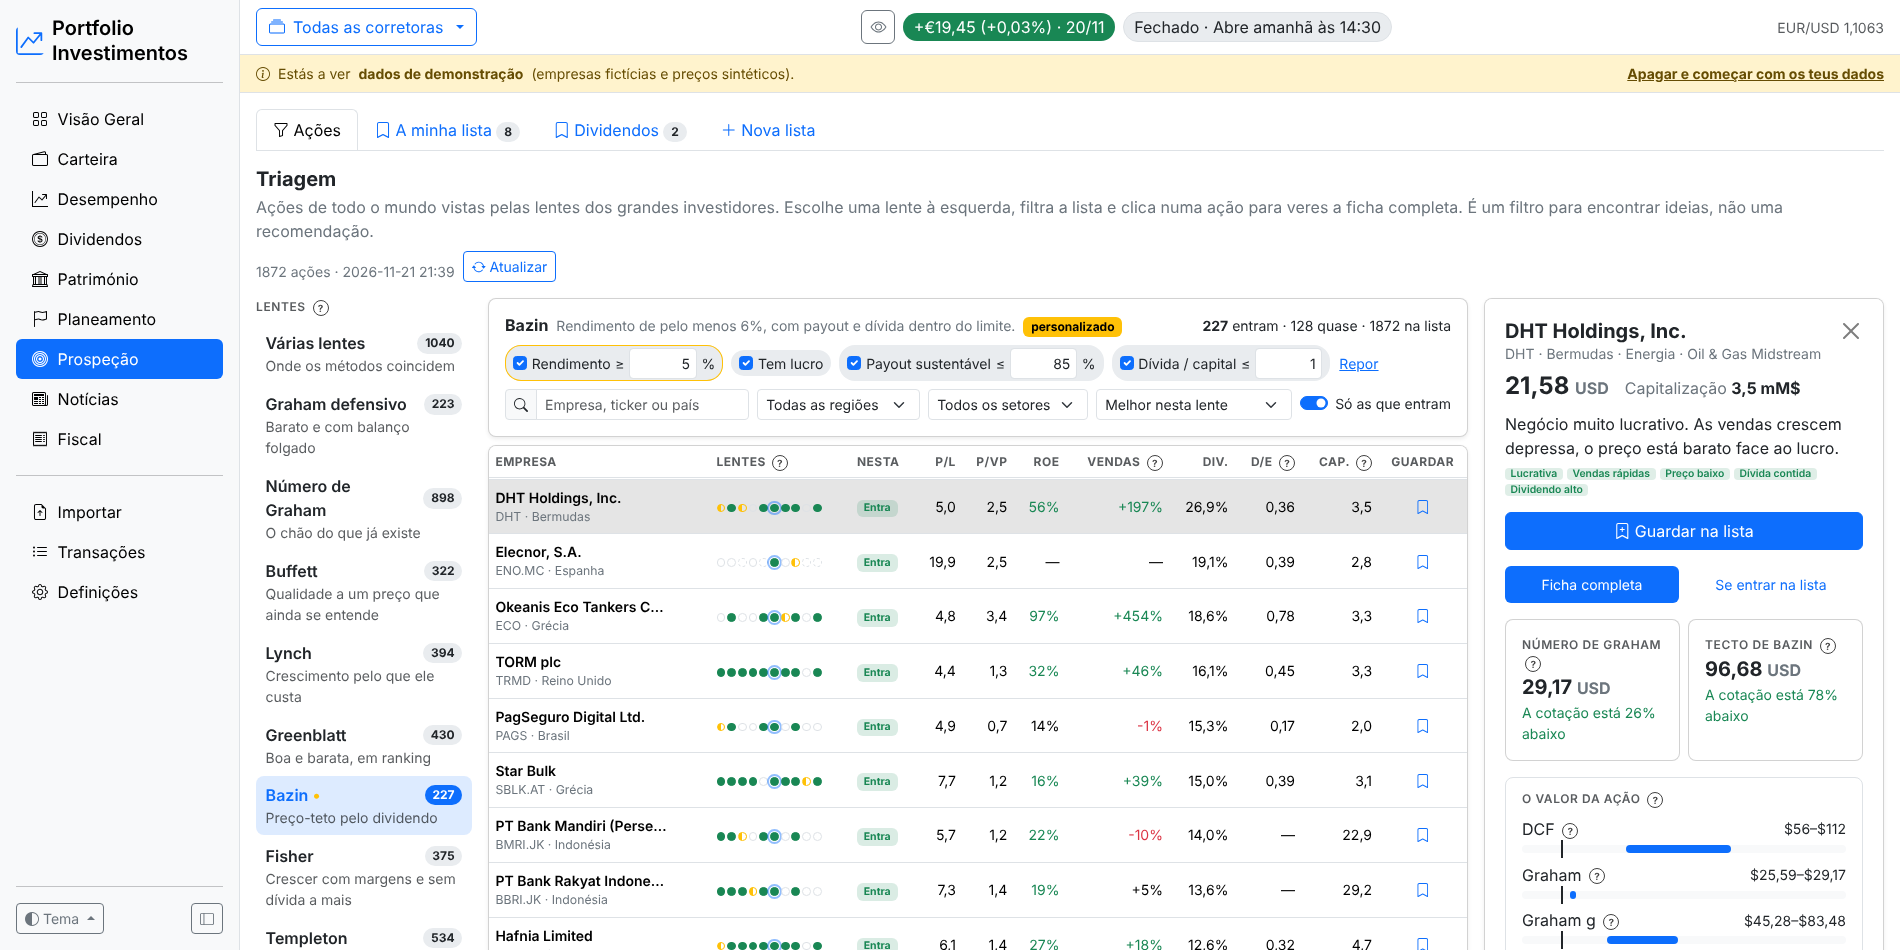 Portfolio
Investimentos
Visão Geral
Carteira
Desempenho
Dividendos
Património
Planeamento
Prospeção
Notícias
Fiscal
Importar
Transações
Definições
Tema
Todas as corretoras
+€19,45 (+0,03%) · 20/11
Fechado · Abre amanhã às 14:30
EUR/USD 1,1063
Estás a ver dados de demonstração (empresas fictícias e preços sintéticos).
Apagar e começar com os teus dados
Ações
A minha lista 8
Dividendos 2
Nova lista
Triagem
Ações de todo o mundo vistas pelas lentes dos grandes investidores. Escolhe uma lente à esquerda, filtra a lista e clica numa ação para veres a ficha completa. É um filtro para encontrar ideias, não uma
recomendação.
1872 ações · 2026-11-21 21:39
Atualizar
LENTES ?
Várias lentes 1040
Onde os métodos coincidem
Graham defensivo 223
Barato e com balanço
folgado
Número de
Graham 898
O chão do que já existe
Buffett 322
Qualidade a um preço que
ainda se entende
Lynch 394
Crescimento pelo que ele
custa
Greenblatt 430
Boa e barata, em ranking
Bazin 227
Preço-teto pelo dividendo
Fisher 375
Crescer com margens e sem
dívida a mais
Templeton 534
Bazin Rendimento de pelo menos 6%, com payout e dívida dentro do limite. personalizado
227 entram · 128 quase · 1872 na lista
Rendimento ≥ 5 %
Tem lucro
Payout sustentável ≤ 85 %
Dívida / capital ≤ 1
Repor
Empresa, ticker ou país
Todas as regiões
Todos os setores
Melhor nesta lente
Só as que entram
EMPRESA LENTES ? NESTA P/L P/VP ROE VENDAS ? DIV. D/E ? CAP. ? GUARDAR
DHT Holdings, Inc. Entra 5,0 2,5 56% +197% 26,9% 0,36 3,5
DHT · Bermudas
Elecnor, S.A. Entra 19,9 2,5 — — 19,1% 0,39 2,8
ENO.MC · Espanha
Okeanis Eco Tankers C... Entra 4,8 3,4 97% +454% 18,6% 0,78 3,3
ECO · Grécia
TORM plc Entra 4,4 1,3 32% +46% 16,1% 0,45 3,3
TRMD · Reino Unido
PagSeguro Digital Ltd. Entra 4,9 0,7 14% -1% 15,3% 0,17 2,0
PAGS · Brasil
Star Bulk Entra 7,7 1,2 16% +39% 15,0% 0,39 3,1
SBLK.AT · Grécia
PT Bank Mandiri (Perse... Entra 5,7 1,2 22% -10% 14,0% — 22,9
BMRI.JK · Indonésia
PT Bank Rakyat Indone... Entra 7,3 1,4 19% +5% 13,6% — 29,2
BBRI.JK · Indonésia
Hafnia Limited Entra 6,1 1,4 27% +18% 12,6% 0,32 4,7
DHT Holdings, Inc.
DHT · Bermudas · Energia · Oil & Gas Midstream
21,58 USD Capitalização 3,5 mM$
Negócio muito lucrativo. As vendas crescem
depressa, o preço está barato face ao lucro.
Lucrativa Vendas rápidas Preço baixo Dívida contida
Dividendo alto
Guardar na lista
Ficha completa
Se entrar na lista
NÚMERO DE GRAHAM
?
29,17 USD
A cotação está 26%
abaixo
TECTO DE BAZIN ?
96,68 USD
A cotação está 78%
abaixo
O VALOR DA AÇÃO ?
DCF ? $56–$112
Graham ? $25,59–$29,17
Graham g ? $45,28–$83,48